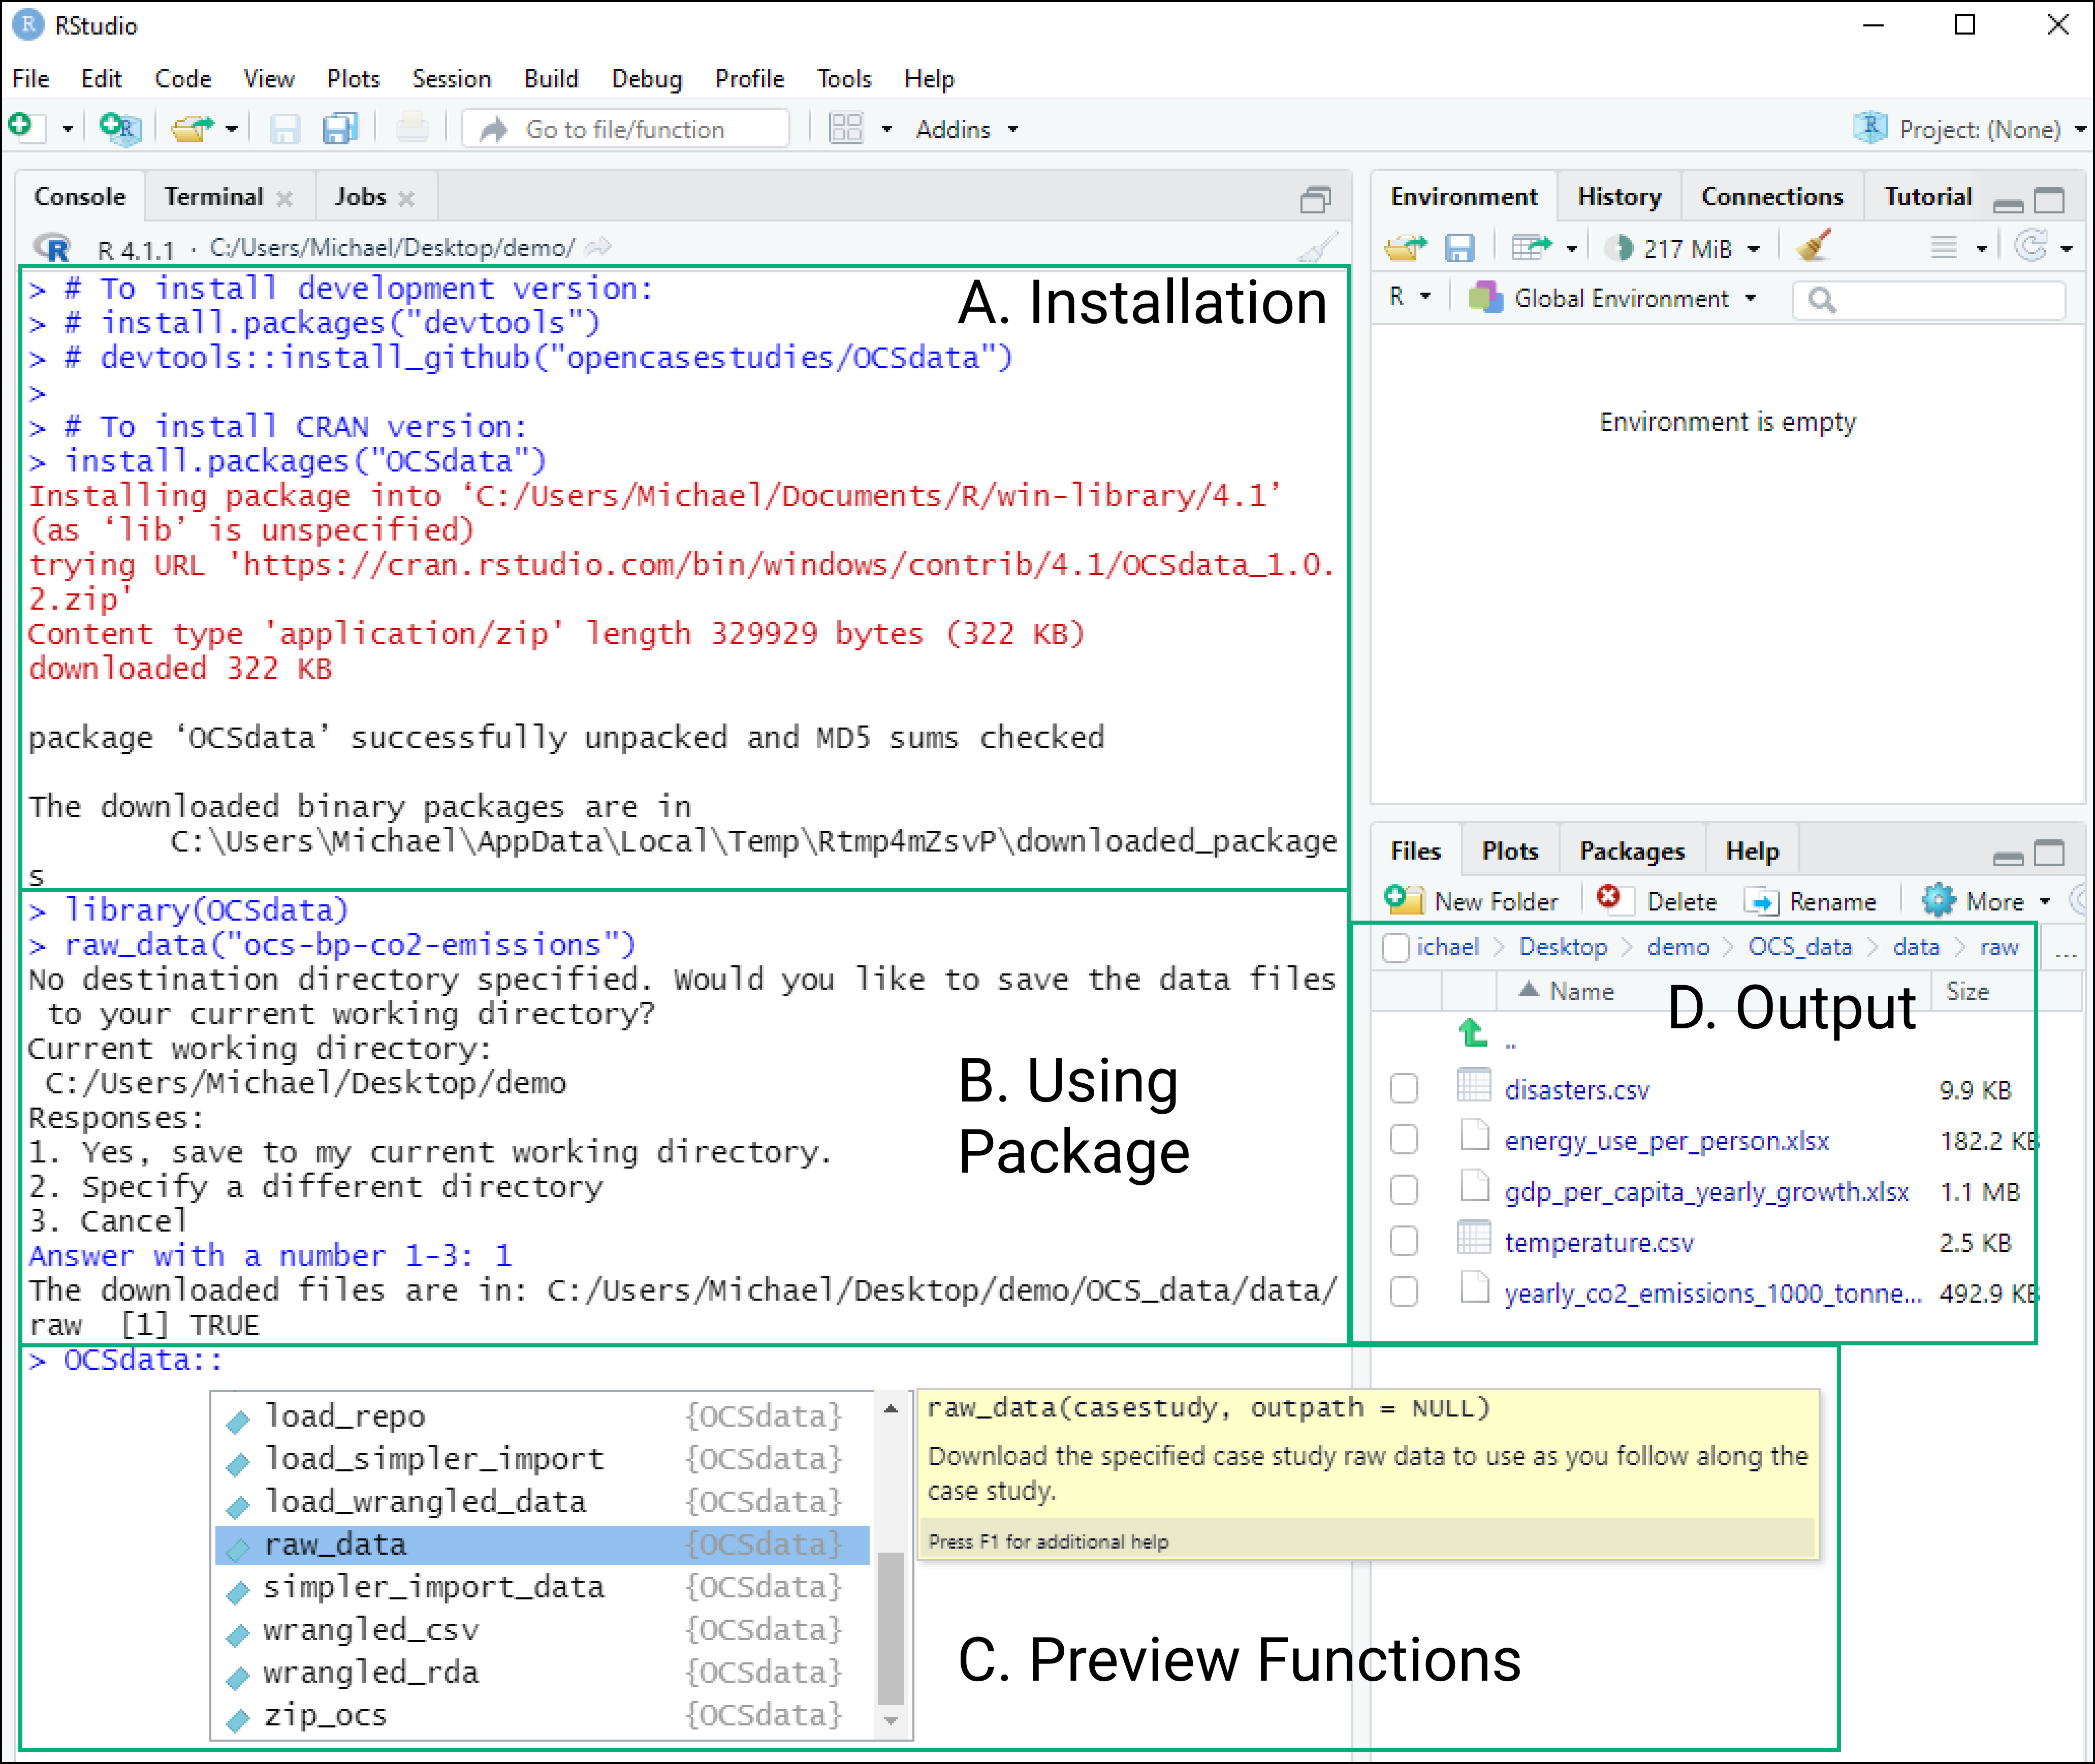 RStudio
File Edit Code View Plots Session Build Debug Profile Tools Help
Go to file/function Addins Project: (None)
Console Terminal Jobs
R 4.1.1 · C:/Users/Michael/Desktop/demo/
A. Installation
> # To install development version:
> # install.packages("devtools")
> # devtools::install_github("opencasestudies/OCSdata")
>
> # To install CRAN version:
> install.packages("OCSdata")
Installing package into ‘C:/Users/Michael/Documents/R/win-library/4.1’
(as ‘lib’ is unspecified)
trying URL 'https://cran.rstudio.com/bin/windows/contrib/4.1/OCSdata_1.0.
2.zip'
Content type 'application/zip' length 329929 bytes (322 KB)
downloaded 322 KB
package ‘OCSdata’ successfully unpacked and MD5 sums checked
The downloaded binary packages are in
C:\Users\Michael\AppData\Local\Temp\Rtmp4mZsvP\downloaded_package
s
> library(OCSdata)
> raw_data("ocs-bp-co2-emissions")
No destination directory specified. Would you like to save the data files
to your current working directory?
Current working directory:
C:/Users/Michael/Desktop/demo
Responses:
1. Yes, save to my current working directory.
2. Specify a different directory
3. Cancel
Answer with a number 1-3: 1
The downloaded files are in: C:/Users/Michael/Desktop/demo/OCS_data/data/
raw [1] TRUE
B. Using
Package
> OCSdata::
load_repo {OCSdata}
load_simpler_import {OCSdata}
load_wrangled_data {OCSdata}
raw_data {OCSdata}
simpler_import_data {OCSdata}
wrangled_csv {OCSdata}
wrangled_rda {OCSdata}
zip_ocs {OCSdata}
raw_data(casestudy, outpath = NULL)
Download the specified case study raw data to use as you follow along the
case study.
Press F1 for additional help
C. Preview Functions
Environment History Connections Tutorial
217 MiB
R Global Environment
Environment is empty
Files Plots Packages Help
New Folder Delete Rename More
ichael > Desktop > demo > OCS_data > data > raw ...
Name Size
D. Output
..
disasters.csv 9.9 KB
energy_use_per_person.xlsx 182.2 KB
gdp_per_capita_yearly_growth.xlsx 1.1 MB
temperature.csv 2.5 KB
yearly_co2_emissions_1000_tonne... 492.9 KB